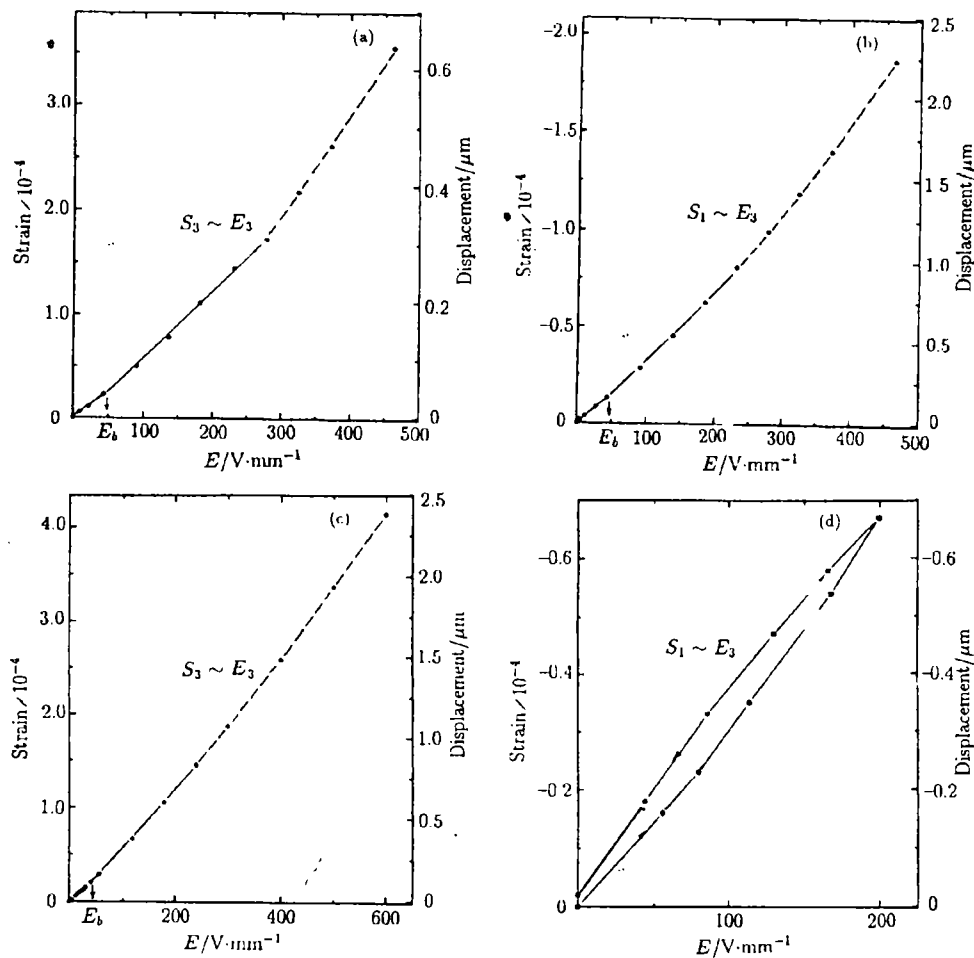 (a)
3.0
2.0
1.0
0
Strain/10⁻⁴
S₃ ~ E₃
0.6
0.4
0.2
0
Displacement/μm
E_b
100
200
300
400
500
E/V·mm⁻¹
(b)
−2.0
−1.5
−1.0
−0.5
0
Strain/10⁻⁴
S₁ ~ E₃
2.5
2.0
1.5
1.0
0.5
0
Displacement/μm
E_b
100
200
300
400
500
E/V·mm⁻¹
(c)
4.0
3.0
2.0
1.0
0
Strain/10⁻⁴
S₃ ~ E₃
2.5
2.0
1.5
1.0
0.5
0
Displacement/μm
E_b
200
400
600
E/V·mm⁻¹
(d)
−0.6
−0.4
−0.2
0
Strain/10⁻⁴
S₁ ~ E₃
−0.6
−0.4
−0.2
0
Displacement/μm
100
200
E/V·mm⁻¹